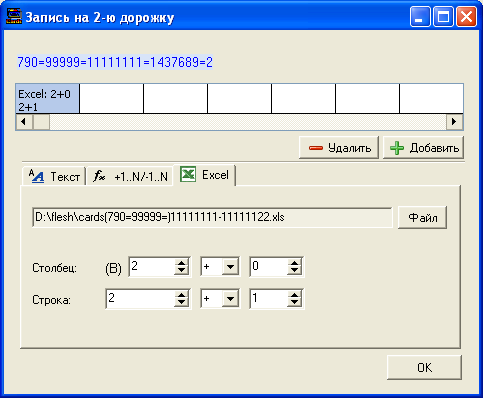 Запись на 2-ю дорожку
790=99999=11111111=1437689=2
Excel: 2+0
2+1
Удалить
Добавить
Текст
fx +1..N/-1..N
Excel
D:\flesh\cards(790=99999=)11111111-11111122.xls
Файл
Столбец: (B) 2 + 0
Строка: 2 + 1
OK